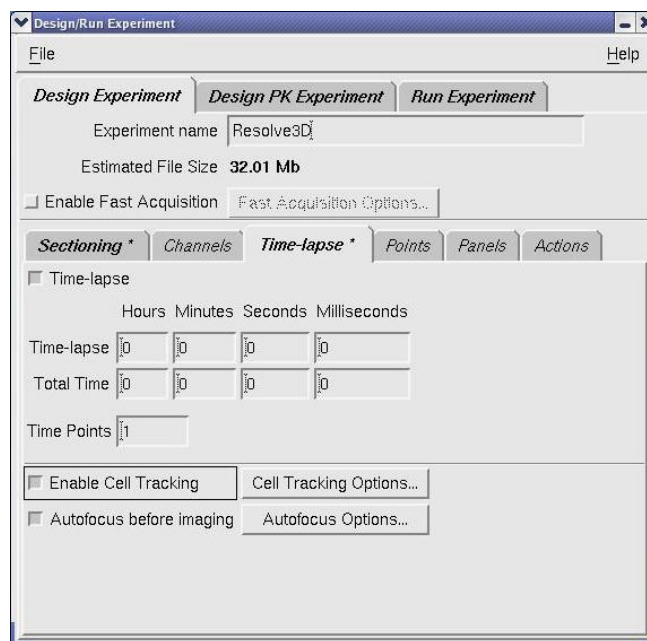 Design/Run Experiment
File Help
Design Experiment Design PK Experiment Run Experiment
Experiment name Resolve3D
Estimated File Size 32.01 Mb
Enable Fast Acquisition Fast Acquisition Options...
Sectioning * Channels Time-lapse * Points Panels Actions
Time-lapse
Hours Minutes Seconds Milliseconds
Time-lapse 0 0 0 0
Total Time 0 0 0 0
Time Points 1
Enable Cell Tracking Cell Tracking Options...
Autofocus before imaging Autofocus Options...